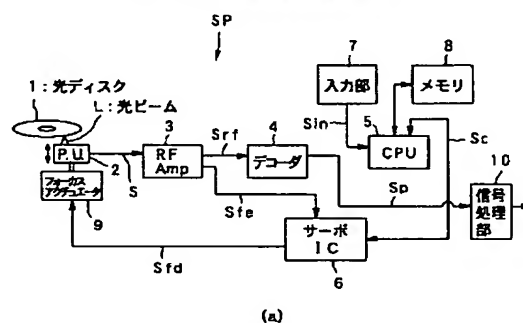 SP
1:光ディスク
L:光ビーム
P.U.
2
フォーカス
アクチュエータ
9
S
3
RF
Amp
Srf
Sfe
4
デコーダ
7
入力部
Sin
5
CPU
8
メモリ
Sc
Sp
10
信号
処理
部
サーボ
IC
6
Sfd
(a)